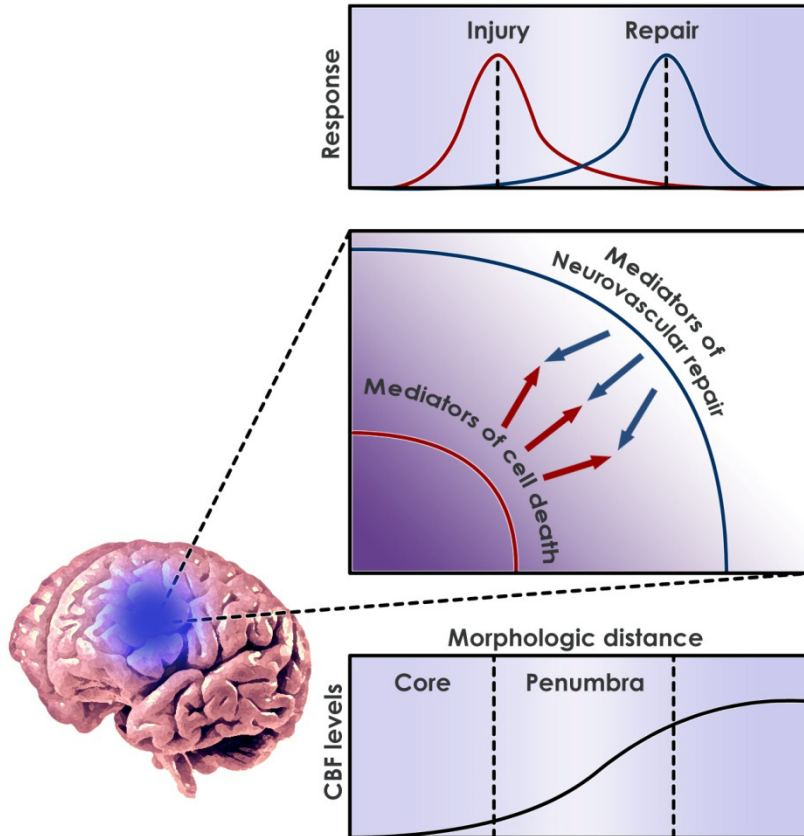 Injury
Repair
Response
Mediators of
Neurovascular repair
Mediators of cell death
Morphologic distance
Core
Penumbra
CBF levels